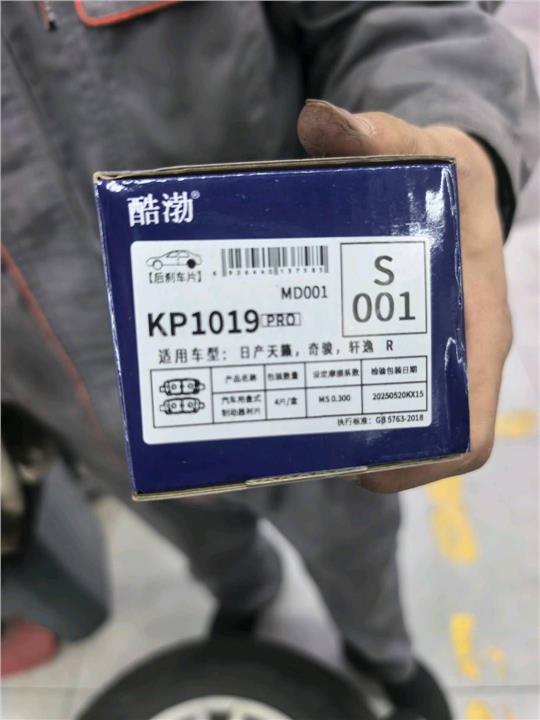 酷渤®
【后刹车片】
6928640137383
MD001
S
001
KP1019 PRO
适用车型：日产天籁，奇骏，轩逸 R
产品名称 包装数量 设定摩擦系数 检验包装日期
汽车用盘式制动器衬片 4片/盒 MS 0.300 20250520KX15
执行标准：GB 5763-2018